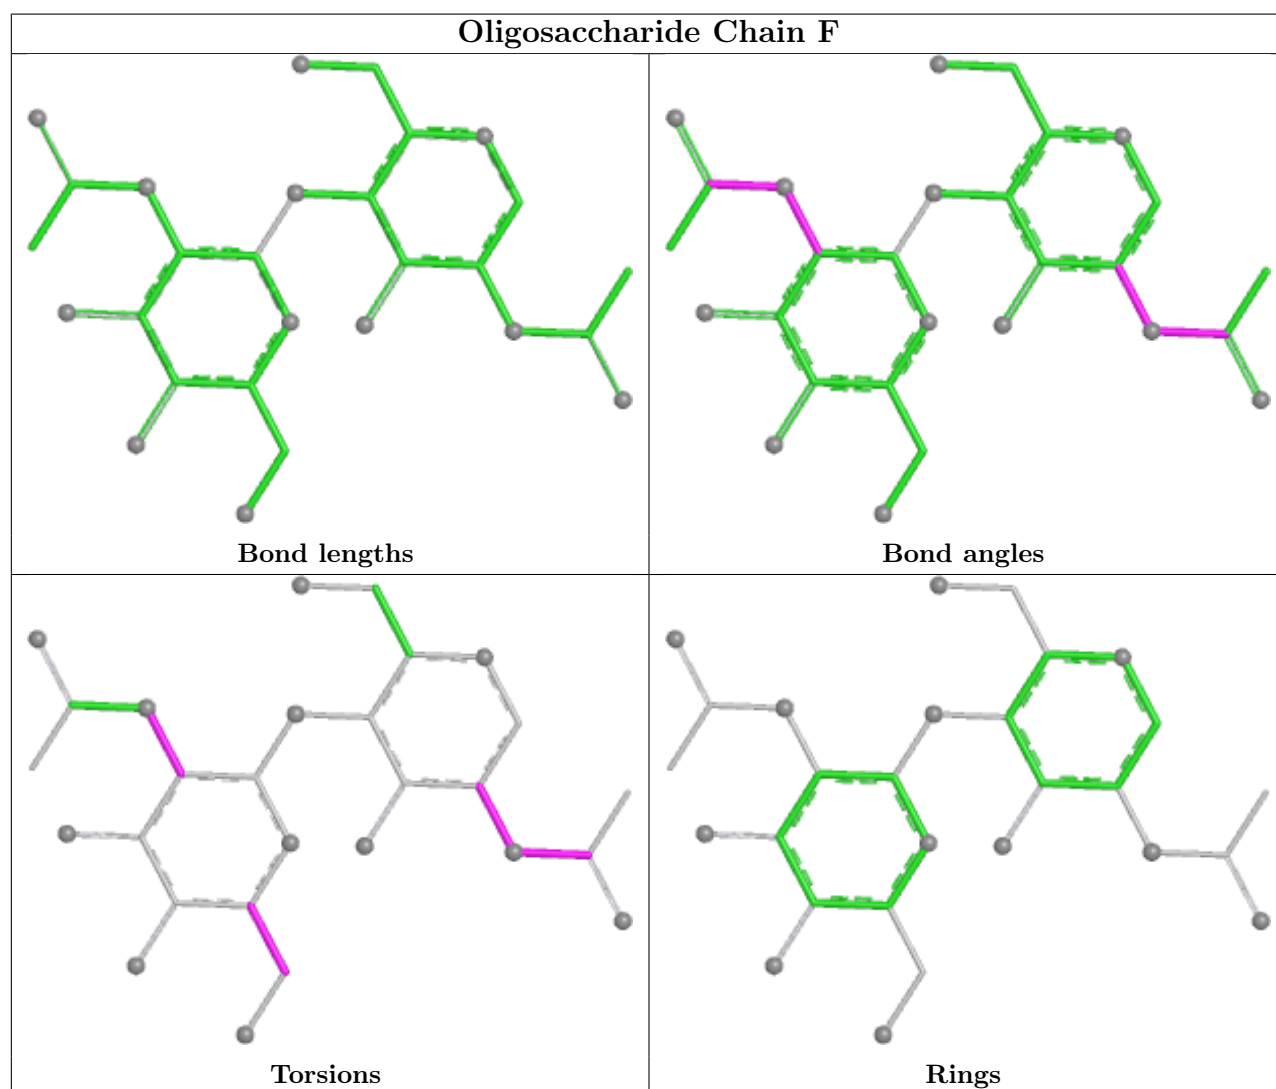 Oligosaccharide Chain F
Bond lengths
Bond angles
Torsions
Rings